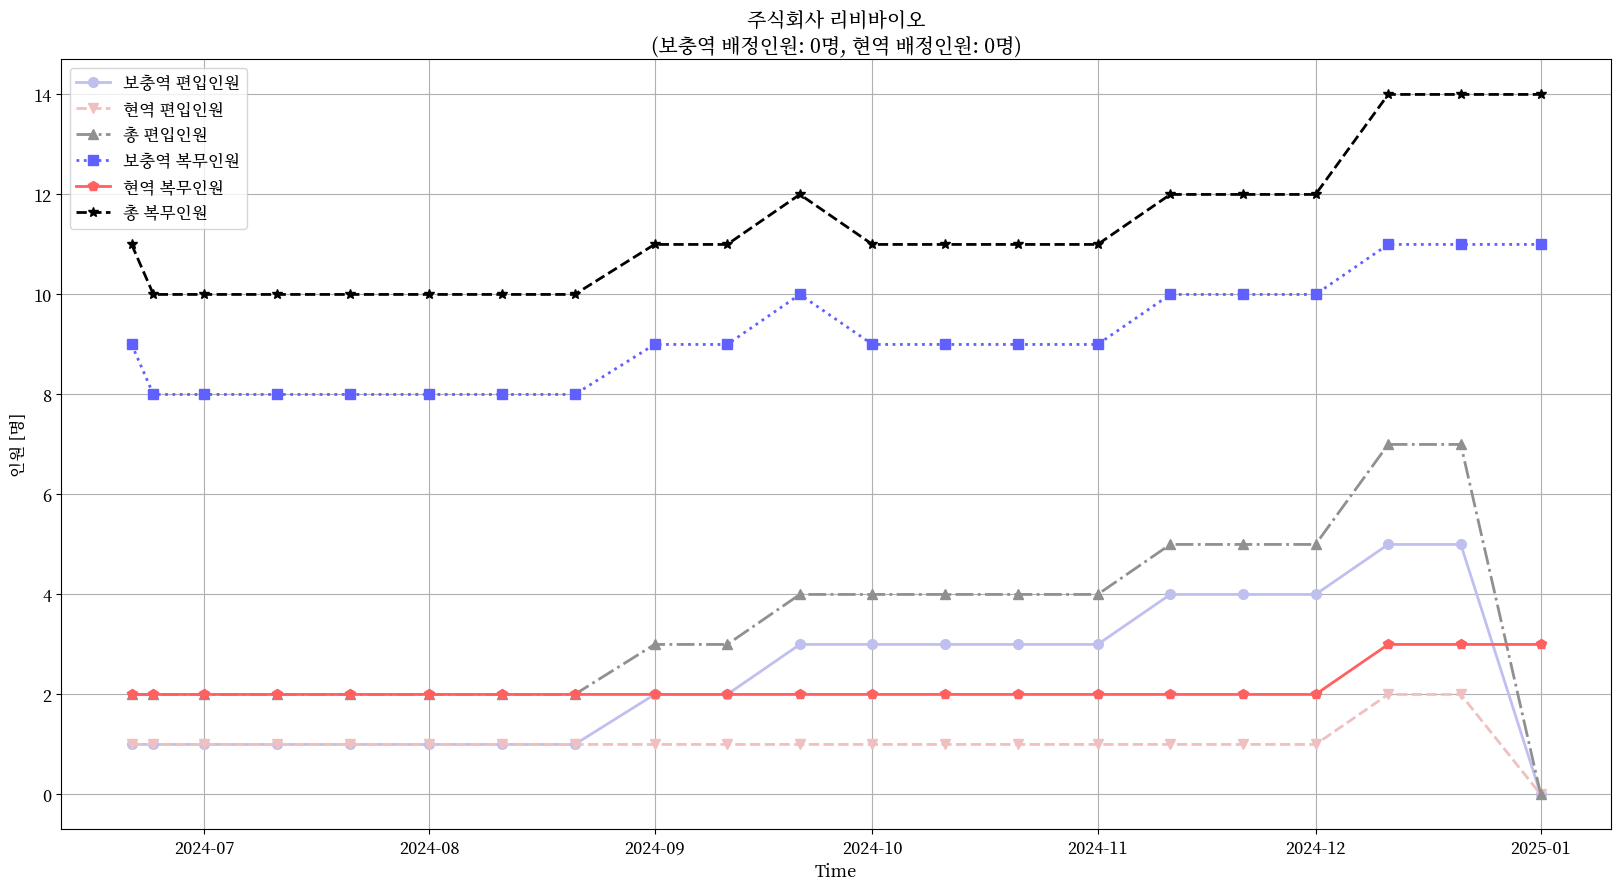 주식회사 리비바이오
(보충역 배정인원: 0명, 현역 배정인원: 0명)
보충역 편입인원
현역 편입인원
총 편입인원
보충역 복무인원
현역 복무인원
총 복무인원
14
12
10
8
6
4
2
0
인원 [명]
2024-07
2024-08
2024-09
2024-10
2024-11
2024-12
2025-01
Time